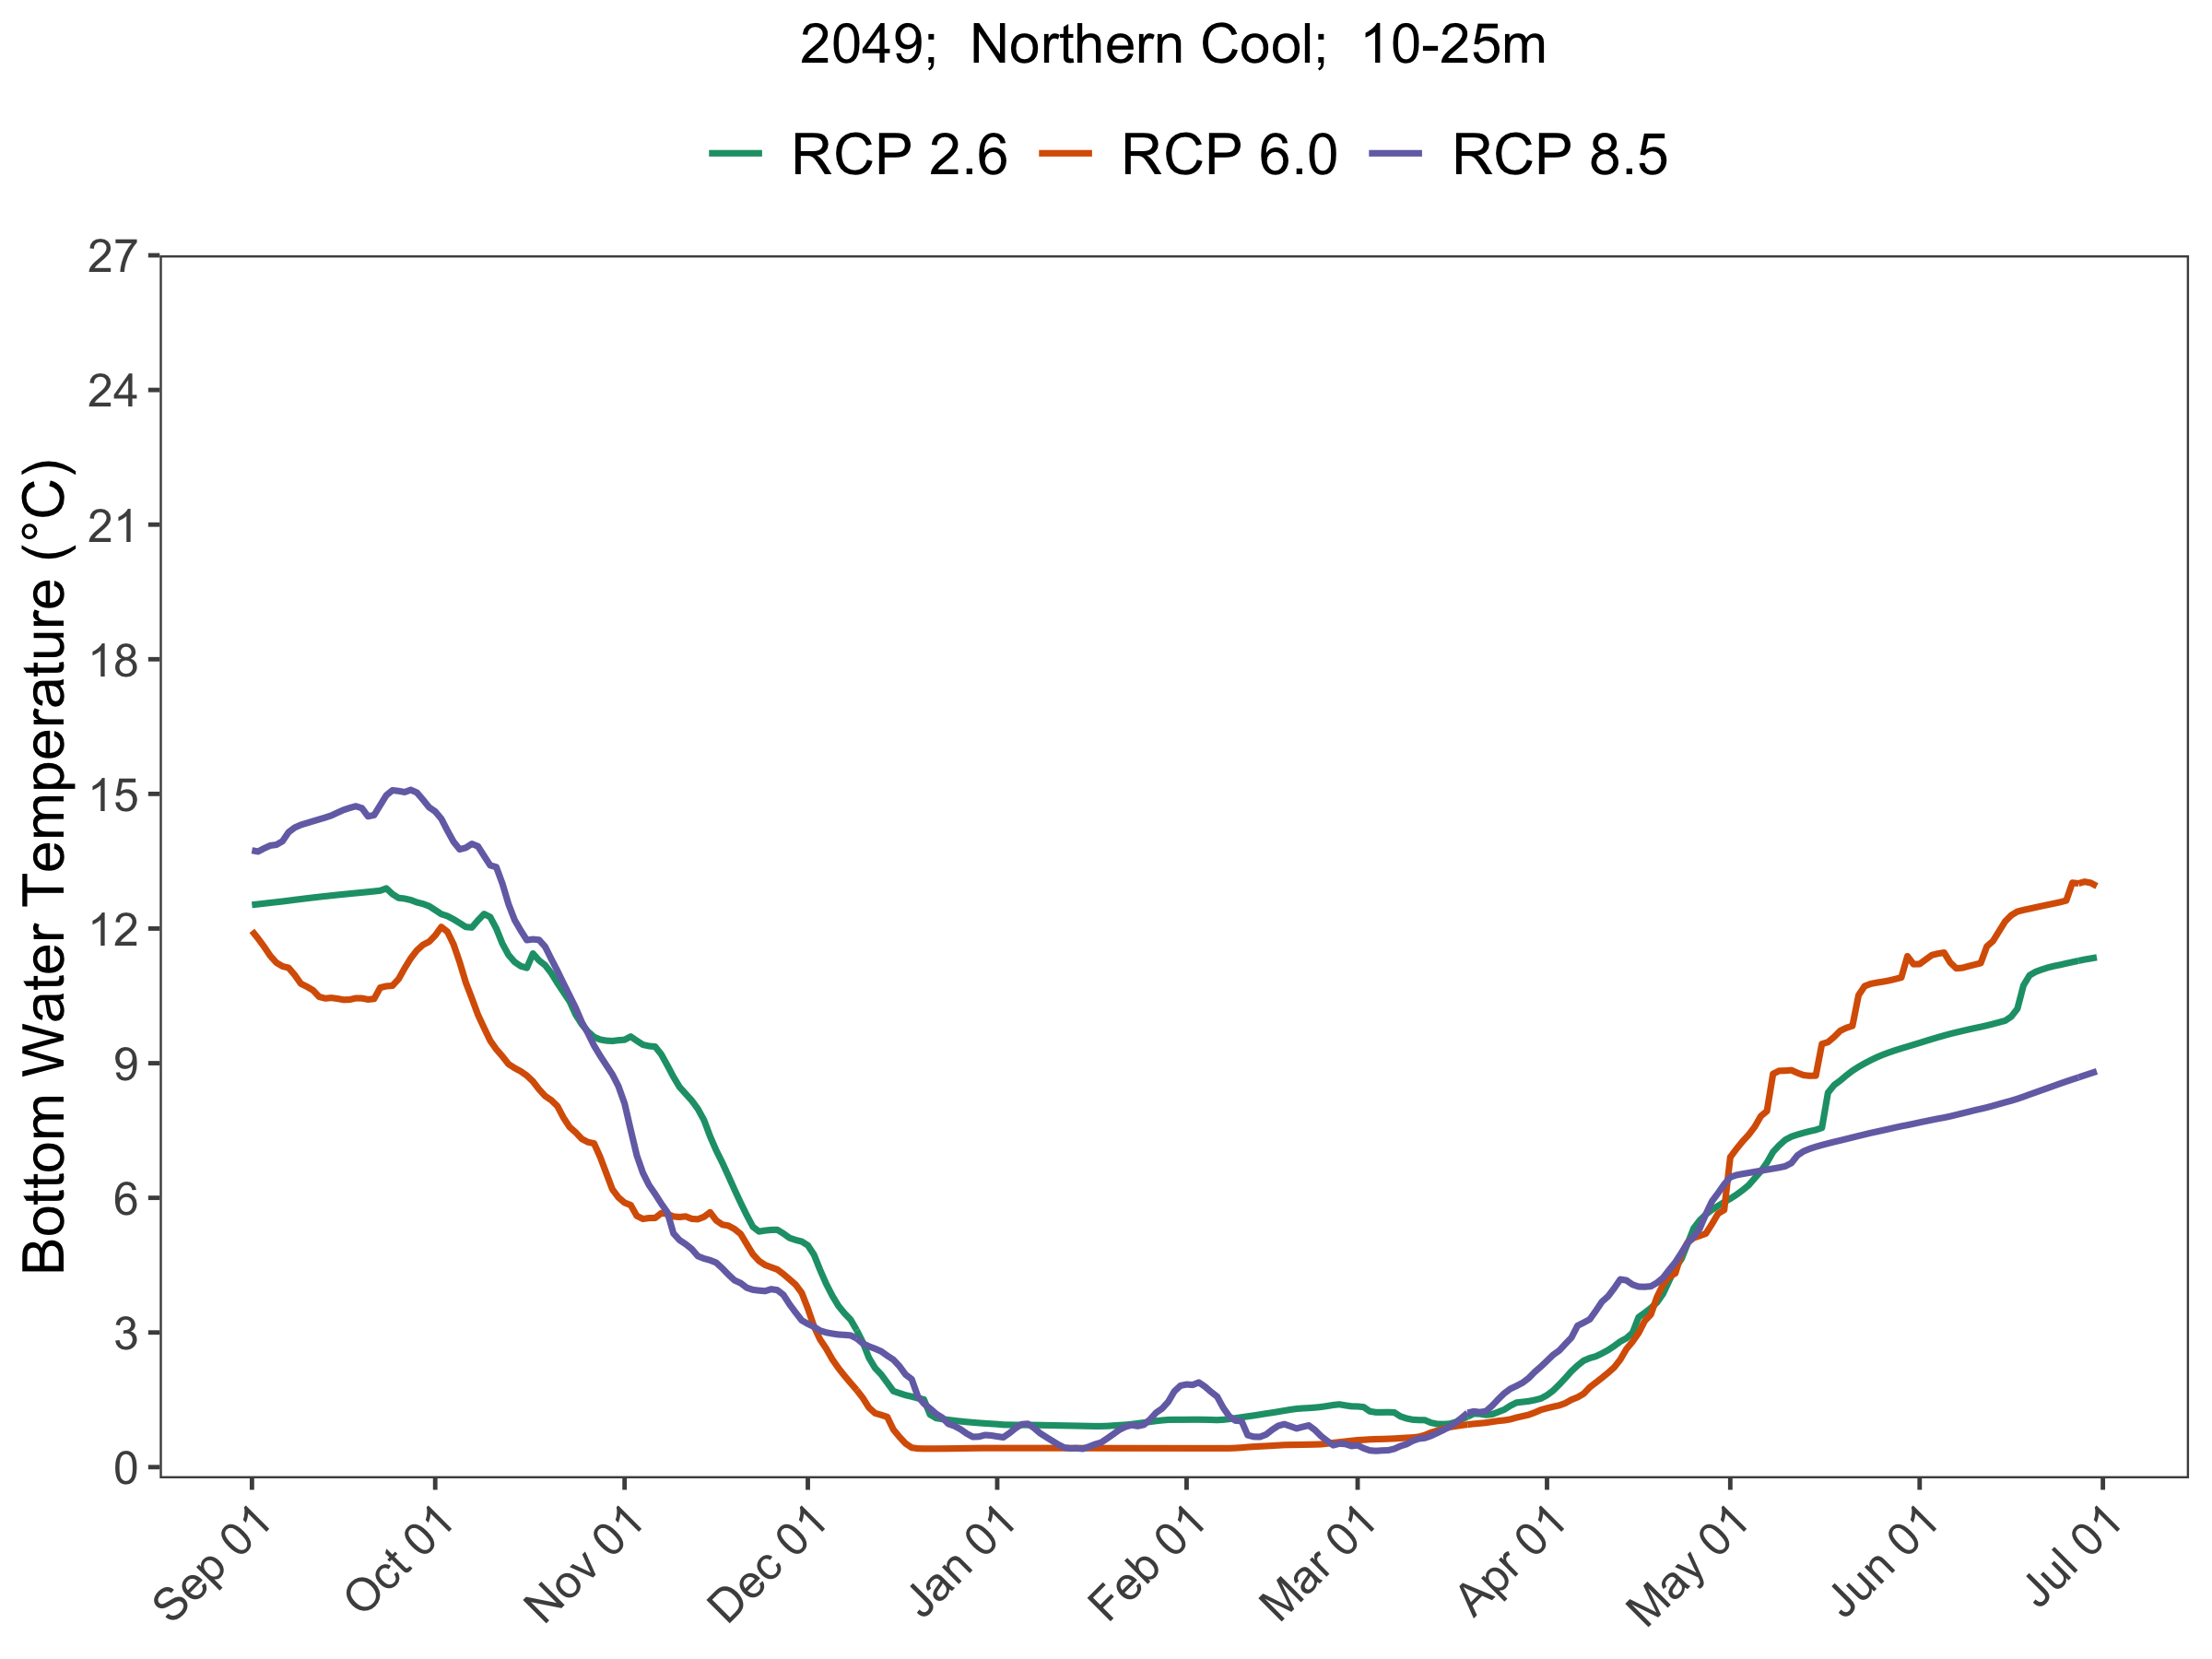 2049;  Northern Cool;  10-25m
RCP 2.6 RCP 6.0 RCP 8.5
Bottom Water Temperature (°C)
27
24
21
18
15
12
9
6
3
0
Sep 01 Oct 01 Nov 01 Dec 01 Jan 01 Feb 01 Mar 01 Apr 01 May 01 Jun 01 Jul 01